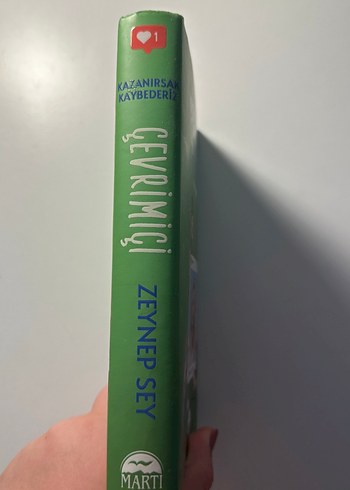 1
KAZANIRSAK
KAYBEDERİZ
ÇEVRİMİÇİ
ZEYNEP SEY
MARTI